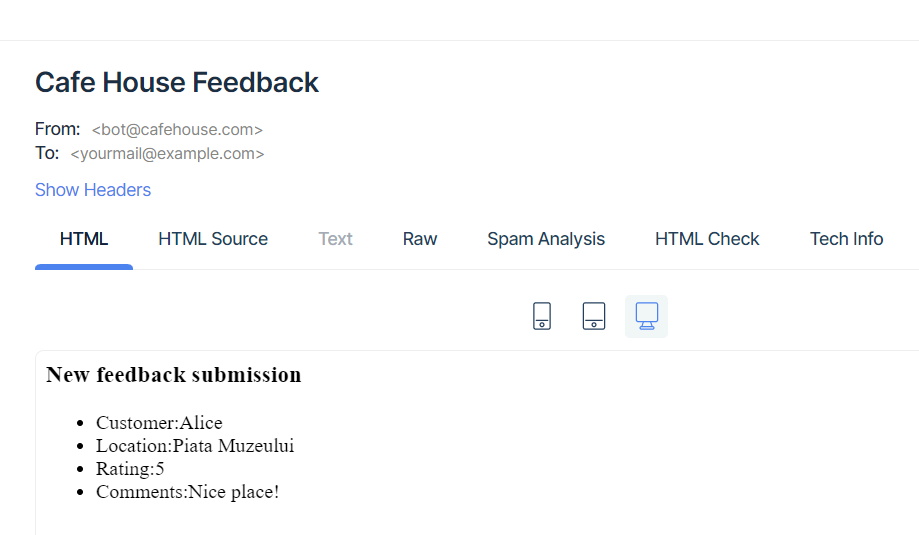 Cafe House Feedback
From: <bot@cafehouse.com>
To: <yourmail@example.com>
Show Headers
HTML HTML Source Text Raw Spam Analysis HTML Check Tech Info
New feedback submission
• Customer:Alice
• Location:Piata Muzeului
• Rating:5
• Comments:Nice place!